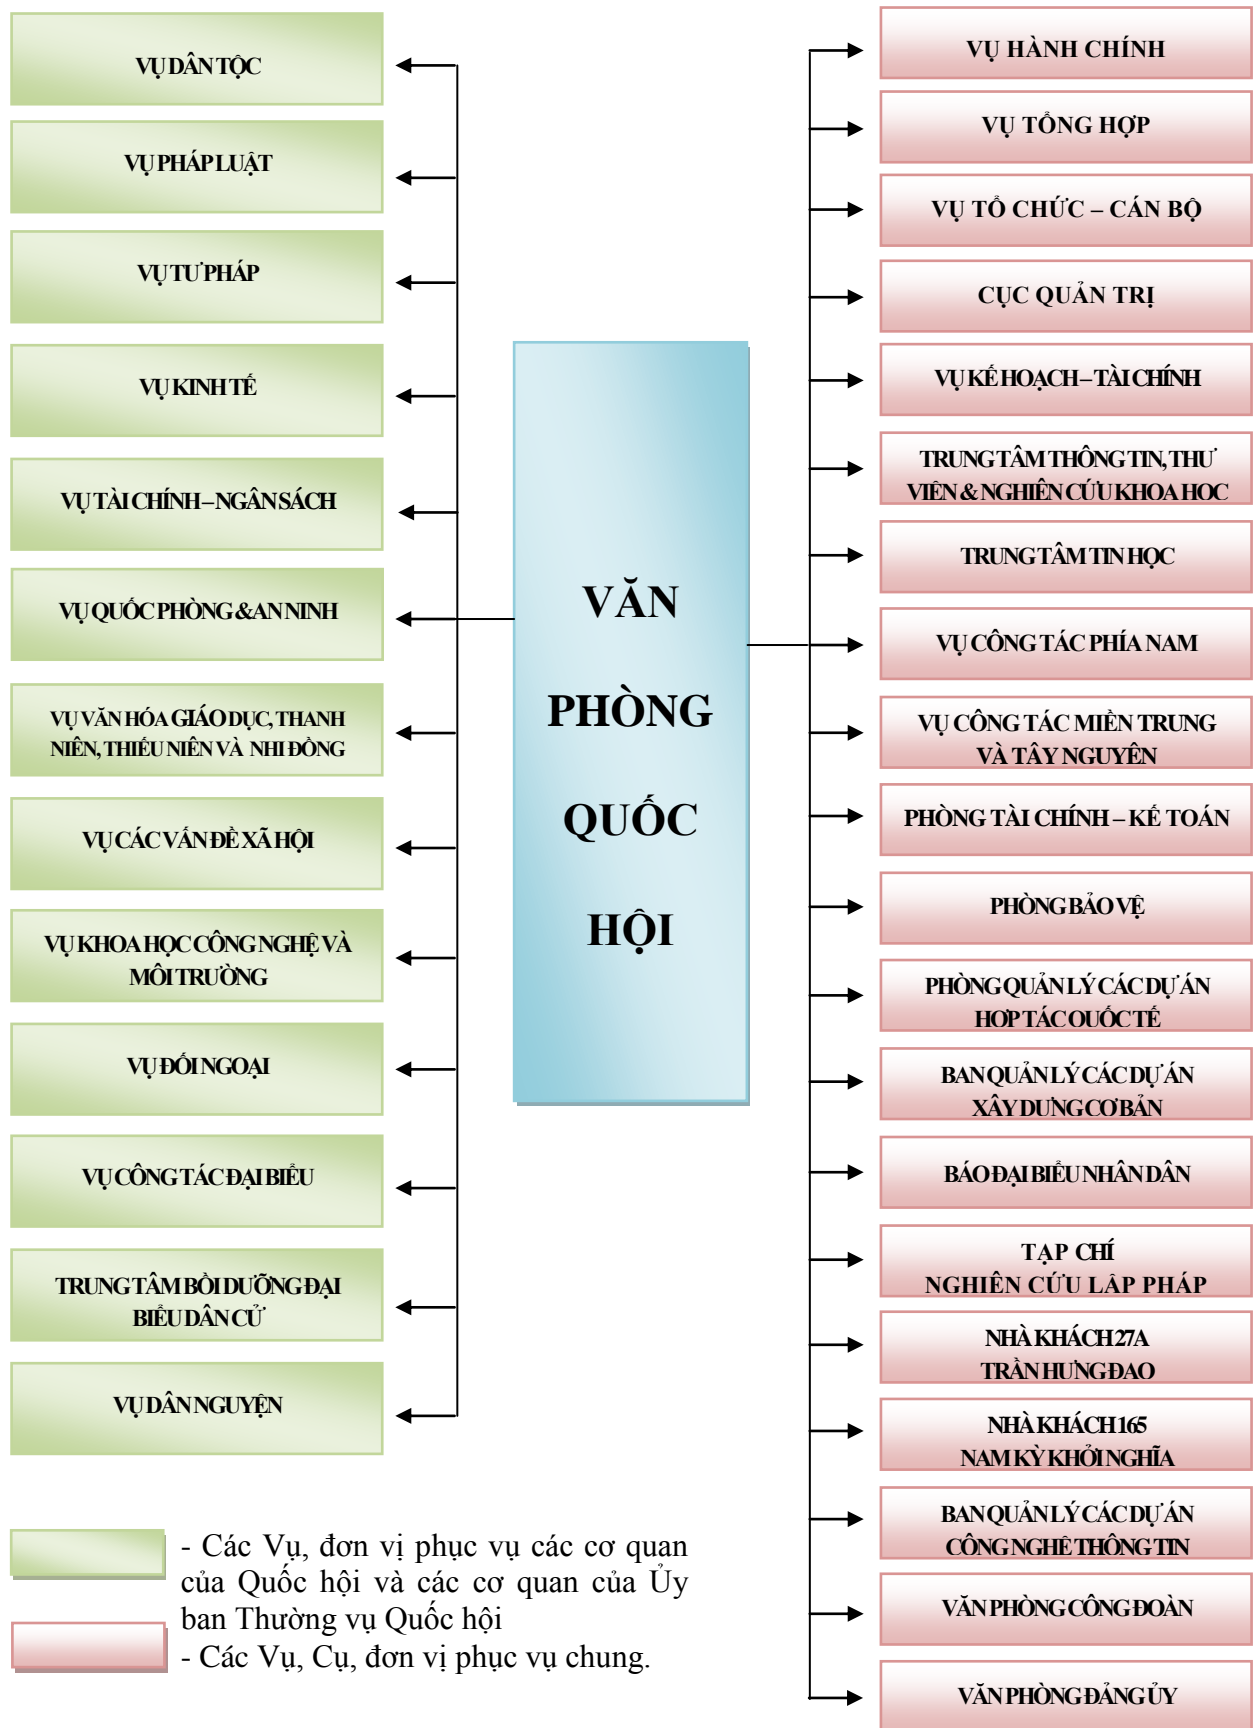 VỤ DÂN TỘC
VỤ PHÁP LUẬT
VỤ TƯ PHÁP
VỤ KINH TẾ
VỤ TÀI CHÍNH – NGÂN SÁCH
VỤ QUỐC PHÒNG & AN NINH
VỤ VĂN HÓA GIÁO DỤC, THANH
NIÊN, THIẾU NIÊN VÀ NHI ĐỒNG
VỤ CÁC VẤN ĐỀ XÃ HỘI
VỤ KHOA HỌC CÔNG NGHỆ VÀ
MÔI TRƯỜNG
VỤ ĐỐI NGOẠI
VỤ CÔNG TÁC ĐẠI BIỂU
TRUNG TÂM BỒI DƯỠNG ĐẠI
BIỂU DÂN CỬ
VỤ DÂN NGUYỆN
VĂN
PHÒNG
QUỐC
HỘI
VỤ HÀNH CHÍNH
VỤ TỔNG HỢP
VỤ TỔ CHỨC – CÁN BỘ
CỤC QUẢN TRỊ
VỤ KẾ HOẠCH – TÀI CHÍNH
TRUNG TÂM THÔNG TIN, THƯ
VIỆN & NGHIÊN CỨU KHOA HỌC
TRUNG TÂM TIN HỌC
VỤ CÔNG TÁC PHÍA NAM
VỤ CÔNG TÁC MIỀN TRUNG
VÀ TÂY NGUYÊN
PHÒNG TÀI CHÍNH – KẾ TOÁN
PHÒNG BẢO VỆ
PHÒNG QUẢN LÝ CÁC DỰ ÁN
HỢP TÁC QUỐC TẾ
BAN QUẢN LÝ CÁC DỰ ÁN
XÂY DỰNG CƠ BẢN
BÁO ĐẠI BIỂU NHÂN DÂN
TẠP CHÍ
NGHIÊN CỨU LẬP PHÁP
NHÀ KHÁCH 27A
TRẦN HƯNG ĐẠO
NHÀ KHÁCH 165
NAM KỲ KHỞI NGHĨA
BAN QUẢN LÝ CÁC DỰ ÁN
CÔNG NGHỆ THÔNG TIN
VĂN PHÒNG CÔNG ĐOÀN
VĂN PHÒNG ĐẢNG ỦY
- Các Vụ, đơn vị phục vụ các cơ quan
của Quốc hội và các cơ quan của Ủy
ban Thường vụ Quốc hội
- Các Vụ, Cụ, đơn vị phục vụ chung.